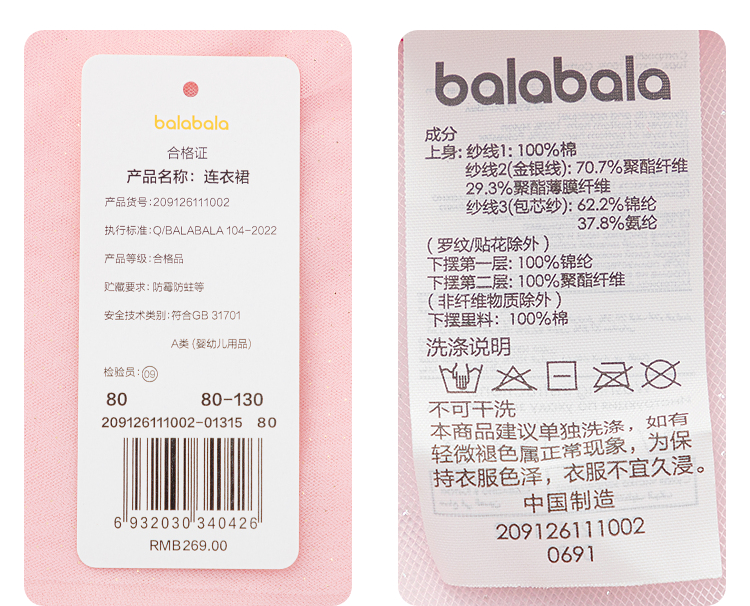 balabala
合格证
产品名称：连衣裙
产品货号：209126111002
执行标准：Q/BALABALA 104-2022
产品等级：合格品
贮藏要求：防霉防蛀等
安全技术类别：符合GB 31701
A类 (婴幼儿用品)
检验员：09
80 80-130
209126111002-01315 80
6 932030 340426
RMB269.00
balabala
成分
上身: 纱线1: 100%棉
纱线2(金银线): 70.7%聚酯纤维
29.3%聚酯薄膜纤维
纱线3(包芯纱): 62.2%锦纶
37.8%氨纶
( 罗纹/贴花除外 )
下摆第一层: 100%锦纶
下摆第二层: 100%聚酯纤维
( 非纤维物质除外 )
下摆里料：100%棉
洗涤说明
不可干洗
本商品建议单独洗涤，如有
轻微褪色属正常现象，为保
持衣服色泽，衣服不宜久浸。
中国制造
209126111002
0691